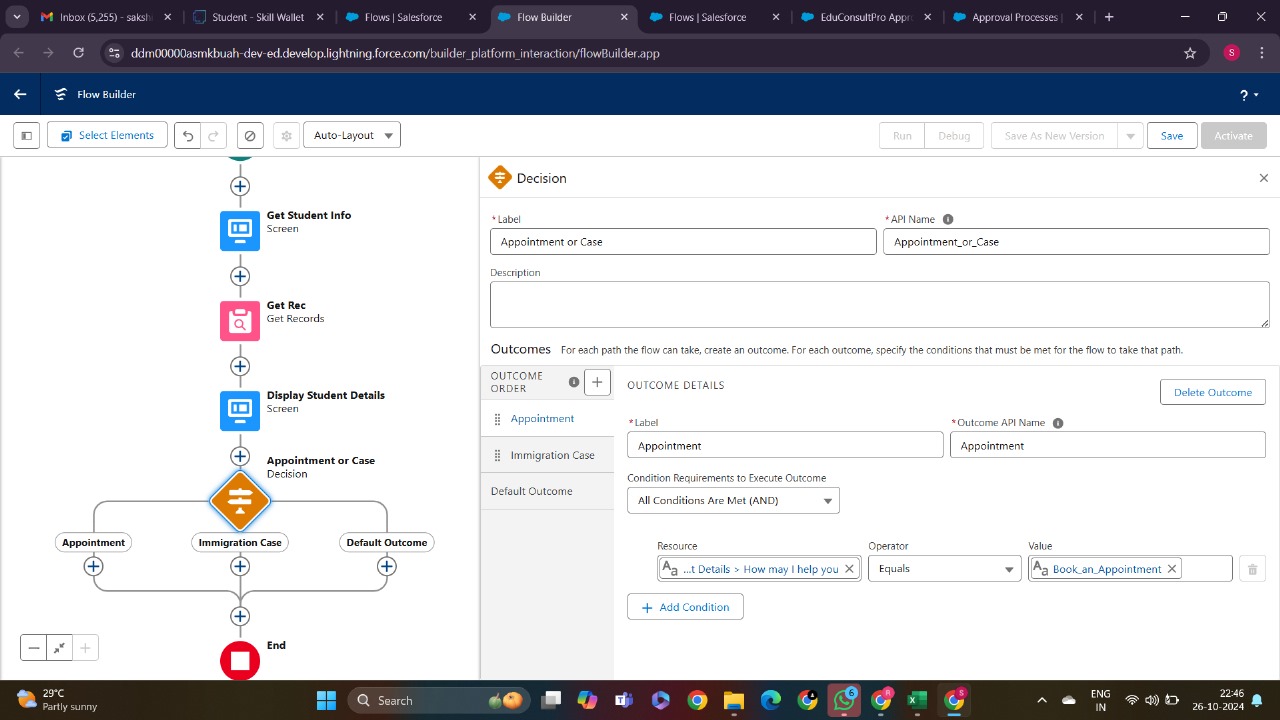 Inbox (5,255) - saksh
Student - Skill Wallet
Flows | Salesforce
Flow Builder
Flows | Salesforce
EduConsultPro Appr
Approval Processes |
ddm00000asmkbuah-dev-ed.develop.lightning.force.com/builder_platform_interaction/flowBuilder.app
S
Flow Builder
?
Select Elements
Auto-Layout
Run
Debug
Save As New Version
Save
Activate
Get Student Info
Screen
Get Rec
Get Records
Display Student Details
Screen
Appointment or Case
Decision
Appointment
Immigration Case
Default Outcome
End
Decision
*Label
*API Name
Appointment or Case
Appointment_or_Case
Description
Outcomes For each path the flow can take, create an outcome. For each outcome, specify the conditions that must be met for the flow to take that path.
OUTCOME ORDER
Appointment
Immigration Case
Default Outcome
OUTCOME DETAILS
Delete Outcome
*Label
*Outcome API Name
Appointment
Appointment
Condition Requirements to Execute Outcome
All Conditions Are Met (AND)
Resource
Operator
Value
Aa ...t Details > How may I help you
Equals
Aa Book_an_Appointment
+ Add Condition
29°C
Partly sunny
Search
6
ENG
IN
22:46
26-10-2024